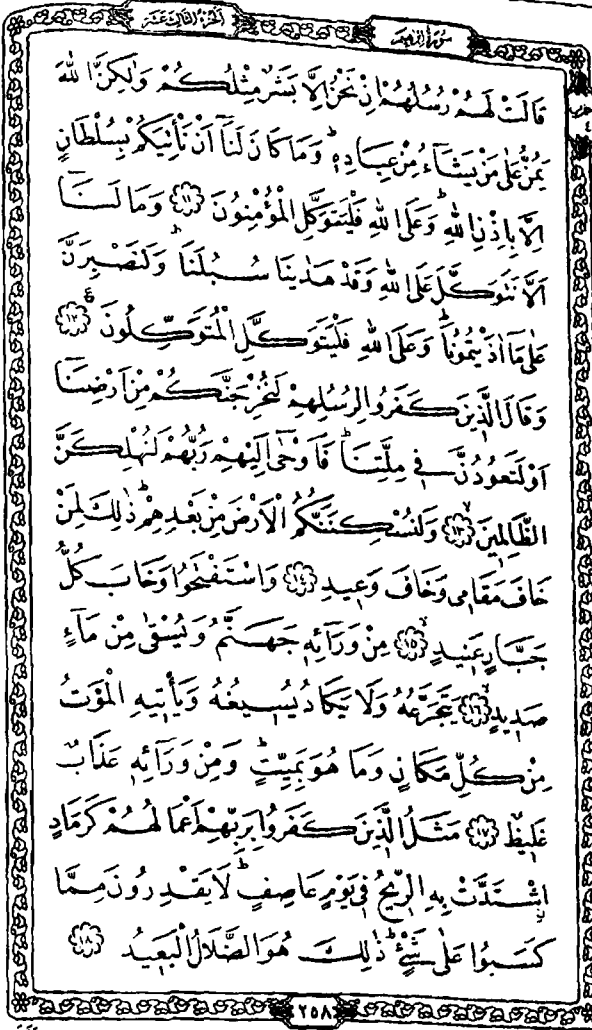 الجزء الثالث عشر
سورة ابراهيم
قَالَتْ لَهُمْ رُسُلُهُمْ اِنْ نَحْنُ اِلَّا بَشَرٌ مِثْلُكُمْ وَلٰكِنَّ اللّٰهَ
يَمُنُّ عَلٰى مَنْ يَشَٓاءُ مِنْ عِبَادِه۪ۜ وَمَا كَانَ لَنَٓا اَنْ نَأْتِيَكُمْ بِسُلْطَانٍ
اِلَّا بِاِذْنِ اللّٰهِۜ وَعَلَى اللّٰهِ فَلْيَتَوَكَّلِ الْمُؤْمِنُونَ ﴿١١﴾ وَمَا لَنَٓا
اَلَّا نَتَوَكَّلَ عَلَى اللّٰهِ وَقَدْ هَدٰينَا سُبُلَنَاۜ وَلَنَصْبِرَنَّ
عَلٰى مَٓا اٰذَيْتُمُونَاۜ وَعَلَى اللّٰهِ فَلْيَتَوَكَّلِ الْمُتَوَكِّلُونَ۟ ﴿١٢﴾
وَقَالَ الَّذ۪ينَ كَفَرُوا لِرُسُلِهِمْ لَنُخْرِجَنَّكُمْ مِنْ اَرْضِنَٓا
اَوْ لَتَعُودُنَّ ف۪ي مِلَّتِنَاۜ فَاَوْحٰٓى اِلَيْهِمْ رَبُّهُمْ لَنُهْلِكَنَّ
الظَّالِم۪ينَۙ ﴿١٣﴾ وَلَنُسْكِنَنَّكُمُ الْاَرْضَ مِنْ بَعْدِهِمْۜ ذٰلِكَ لِمَنْ
خَافَ مَقَام۪ي وَخَافَ وَع۪يدِ ﴿١٤﴾ وَاسْتَفْتَحُوا وَخَابَ كُلُّ
جَبَّارٍ عَن۪يدٍۙ ﴿١٥﴾ مِنْ وَرَٓائِه۪ جَهَنَّمُ وَيُسْقٰى مِنْ مَٓاءٍ
صَد۪يدٍۙ ﴿١٦﴾ يَتَجَرَّعُهُ وَلَا يَكَادُ يُس۪يغُهُ وَيَأْت۪يهِ الْمَوْتُ
مِنْ كُلِّ مَكَانٍ وَمَا هُوَ بِمَيِّتٍۜ وَمِنْ وَرَٓائِه۪ عَذَابٌ
غَل۪يظٌ ﴿١٧﴾ مَثَلُ الَّذ۪ينَ كَفَرُوا بِرَبِّهِمْ اَعْمَالُهُمْ كَرَمَادٍۨ
اشْتَدَّتْ بِهِ الرّ۪يحُ ف۪ي يَوْمٍ عَاصِفٍۜ لَا يَقْدِرُونَ مِمَّا
كَسَبُوا عَلٰى شَيْءٍۜ ذٰلِكَ هُوَ الضَّلَالُ الْبَع۪يدُ ﴿١٨﴾
٢٥٨